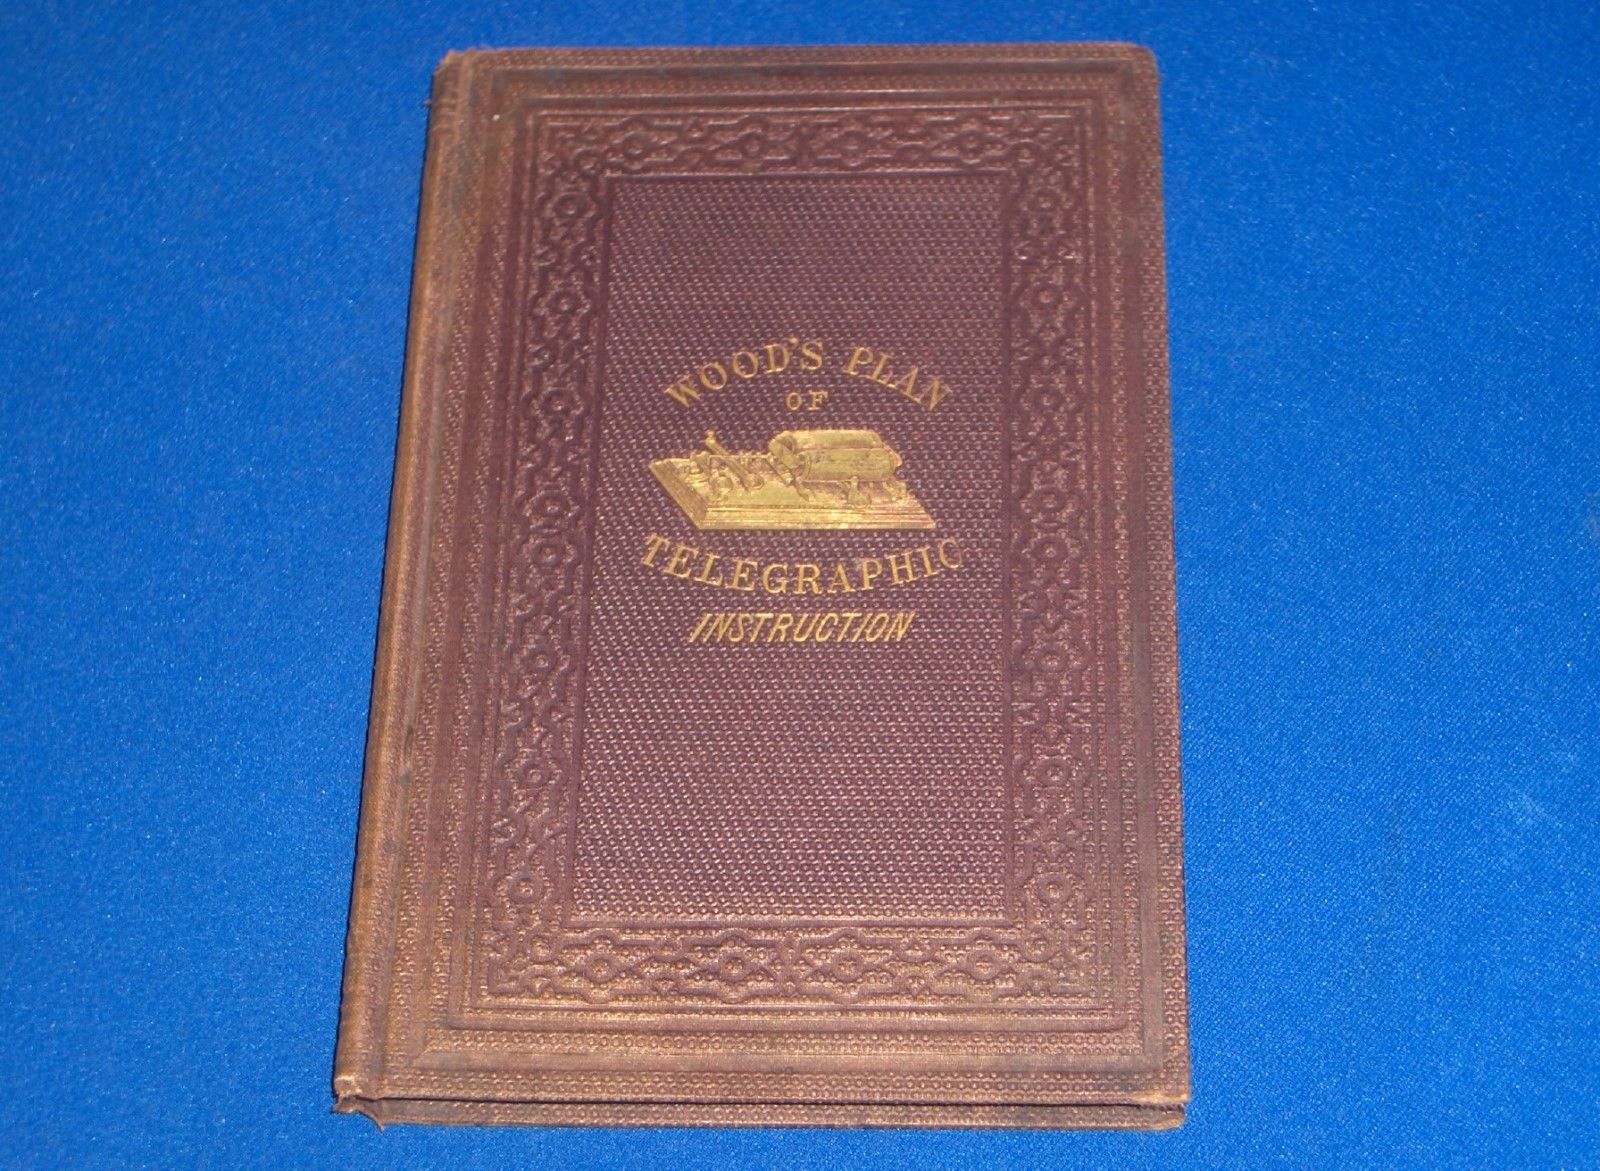 WOOD'S PLAN
OF
TELEGRAPHIC
INSTRUCTION